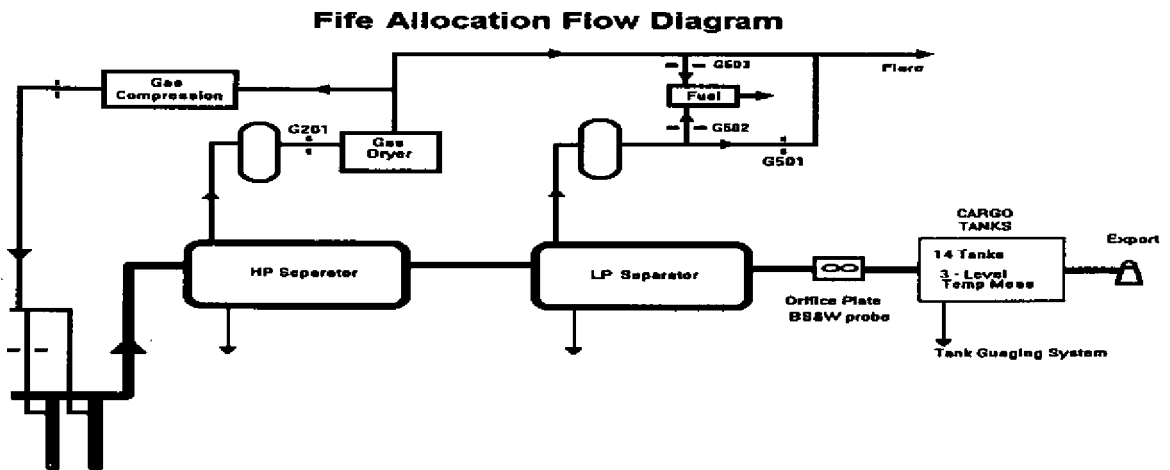 Fife Allocation Flow Diagram
G503
Flare
Gas
Compression
Fuel
G201
G502
Gas
Dryer
G501
CARGO
TANKS
Export
HP Separator
LP Separator
14 Tanks
3 - Level
Temp Meas
Orifice Plate
BS&W probe
Tank Guaging System